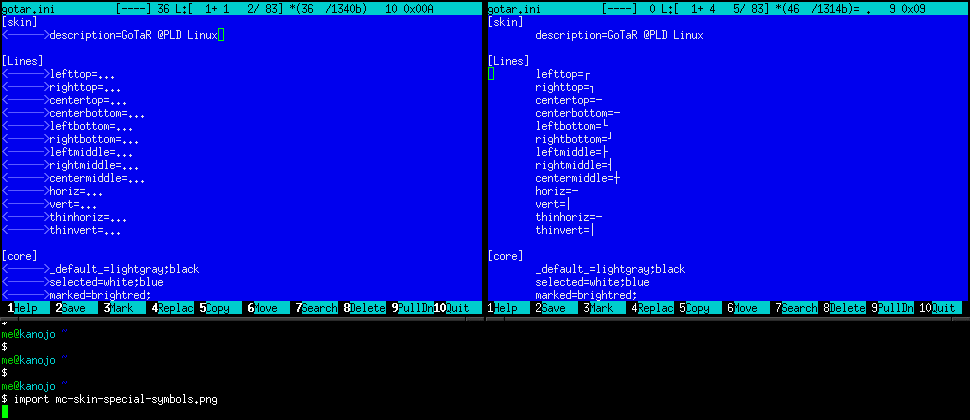 gotar.ini [----] 36 L:[ 1+ 1 2/ 83] *(36 /1340b) 10 0x00A
[skin]
<------>description=GoTaR @PLD Linux
[Lines]
<------>lefttop=...
<------>righttop=...
<------>centertop=...
<------>centerbottom=...
<------>leftbottom=...
<------>rightbottom=...
<------>leftmiddle=...
<------>rightmiddle=...
<------>centermiddle=...
<------>horiz=...
<------>vert=...
<------>thinhoriz=...
<------>thinvert=...
[core]
<------>_default_=lightgray;black
<------>selected=white;blue
<------>marked=brightred;
1Help 2Save 3Mark 4Replac 5Copy 6Move 7Search 8Delete 9PullDn 10Quit
gotar.ini [----] 0 L:[ 1+ 4 5/ 83] *(46 /1314b)= . 9 0x09
[skin]
description=GoTaR @PLD Linux
[Lines]
lefttop=┌
righttop=┐
centertop=─
centerbottom=─
leftbottom=└
rightbottom=┘
leftmiddle=├
rightmiddle=┤
centermiddle=┼
horiz=─
vert=│
thinhoriz=─
thinvert=│
[core]
_default_=lightgray;black
selected=white;blue
marked=brightred;
1Help 2Save 3Mark 4Replac 5Copy 6Move 7Search 8Delete 9PullDn 10Quit
me@kanojo ~
$
me@kanojo ~
$
me@kanojo ~
$ import mc-skin-special-symbols.png